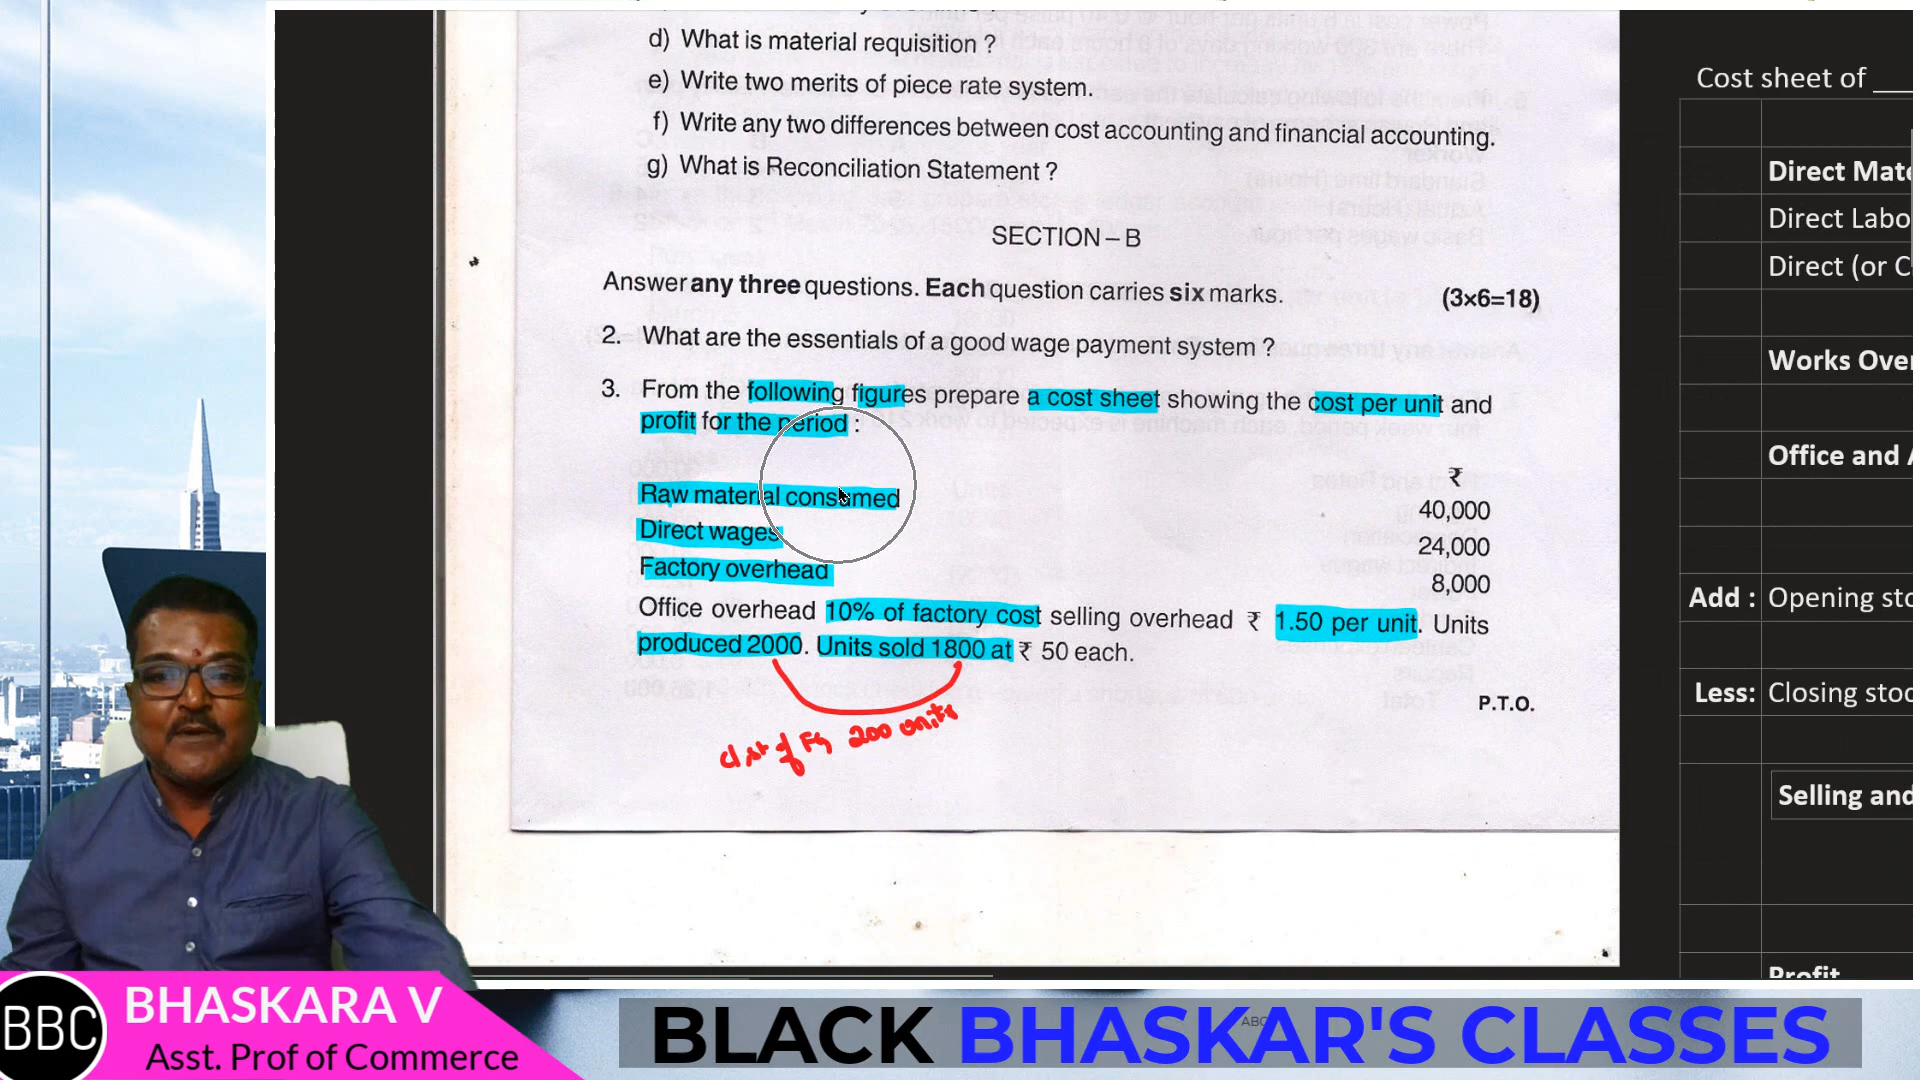 d) What is material requisition ?
e) Write two merits of piece rate system.
f) Write any two differences between cost accounting and financial accounting.
g) What is Reconciliation Statement ?
SECTION – B
Answer any three questions. Each question carries six marks. (3×6=18)
2. What are the essentials of a good wage payment system ?
3. From the following figures prepare a cost sheet showing the cost per unit and
profit for the period :
₹
Raw material consumed 40,000
Direct wages 24,000
Factory overhead 8,000
Office overhead 10% of factory cost selling overhead ₹ 1.50 per unit. Units
produced 2000. Units sold 1800 at ₹ 50 each.
P.T.O.
200 units
Cost sheet of
Direct Mate
Direct Labo
Direct (or C
Works Over
Office and A
Add : Opening sto
Less: Closing stoc
Selling and
Profit
BBC
BHASKARA V
Asst. Prof of Commerce
BLACK BHASKAR'S CLASSES